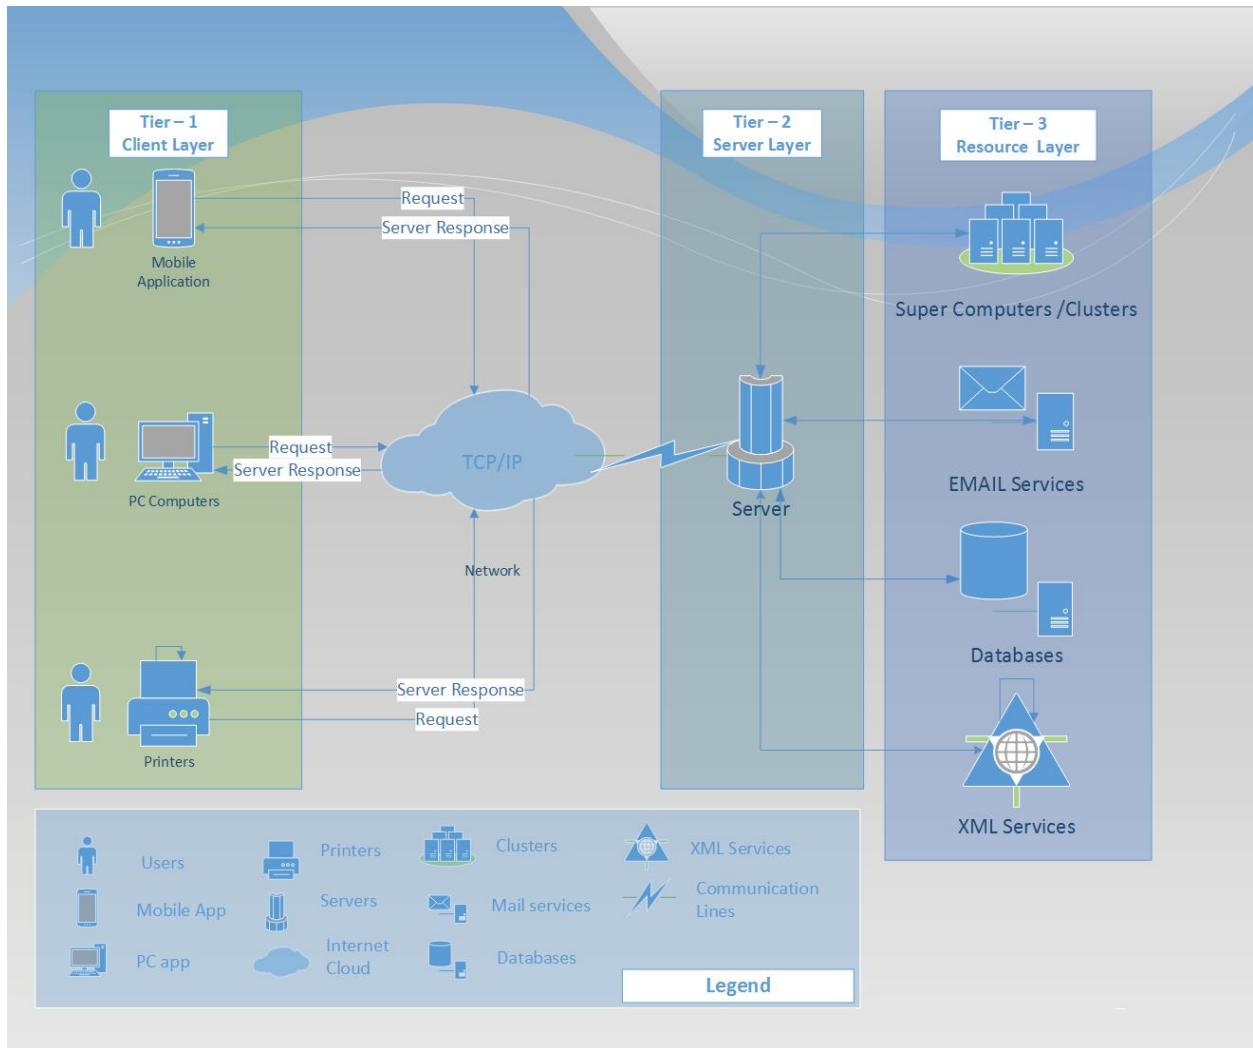 Tier – 1
Client Layer
Tier – 2
Server Layer
Tier – 3
Resource Layer
Request
Server Response
Mobile
Application
Super Computers /Clusters
Request
Server Response
TCP/IP
PC Computers
EMAIL Services
Server
Network
Databases
Server Response
Request
Printers
XML Services
Users
Printers
Clusters
XML Services
Mobile App
Servers
Mail services
Communication
Lines
PC app
Internet
Cloud
Databases
Legend